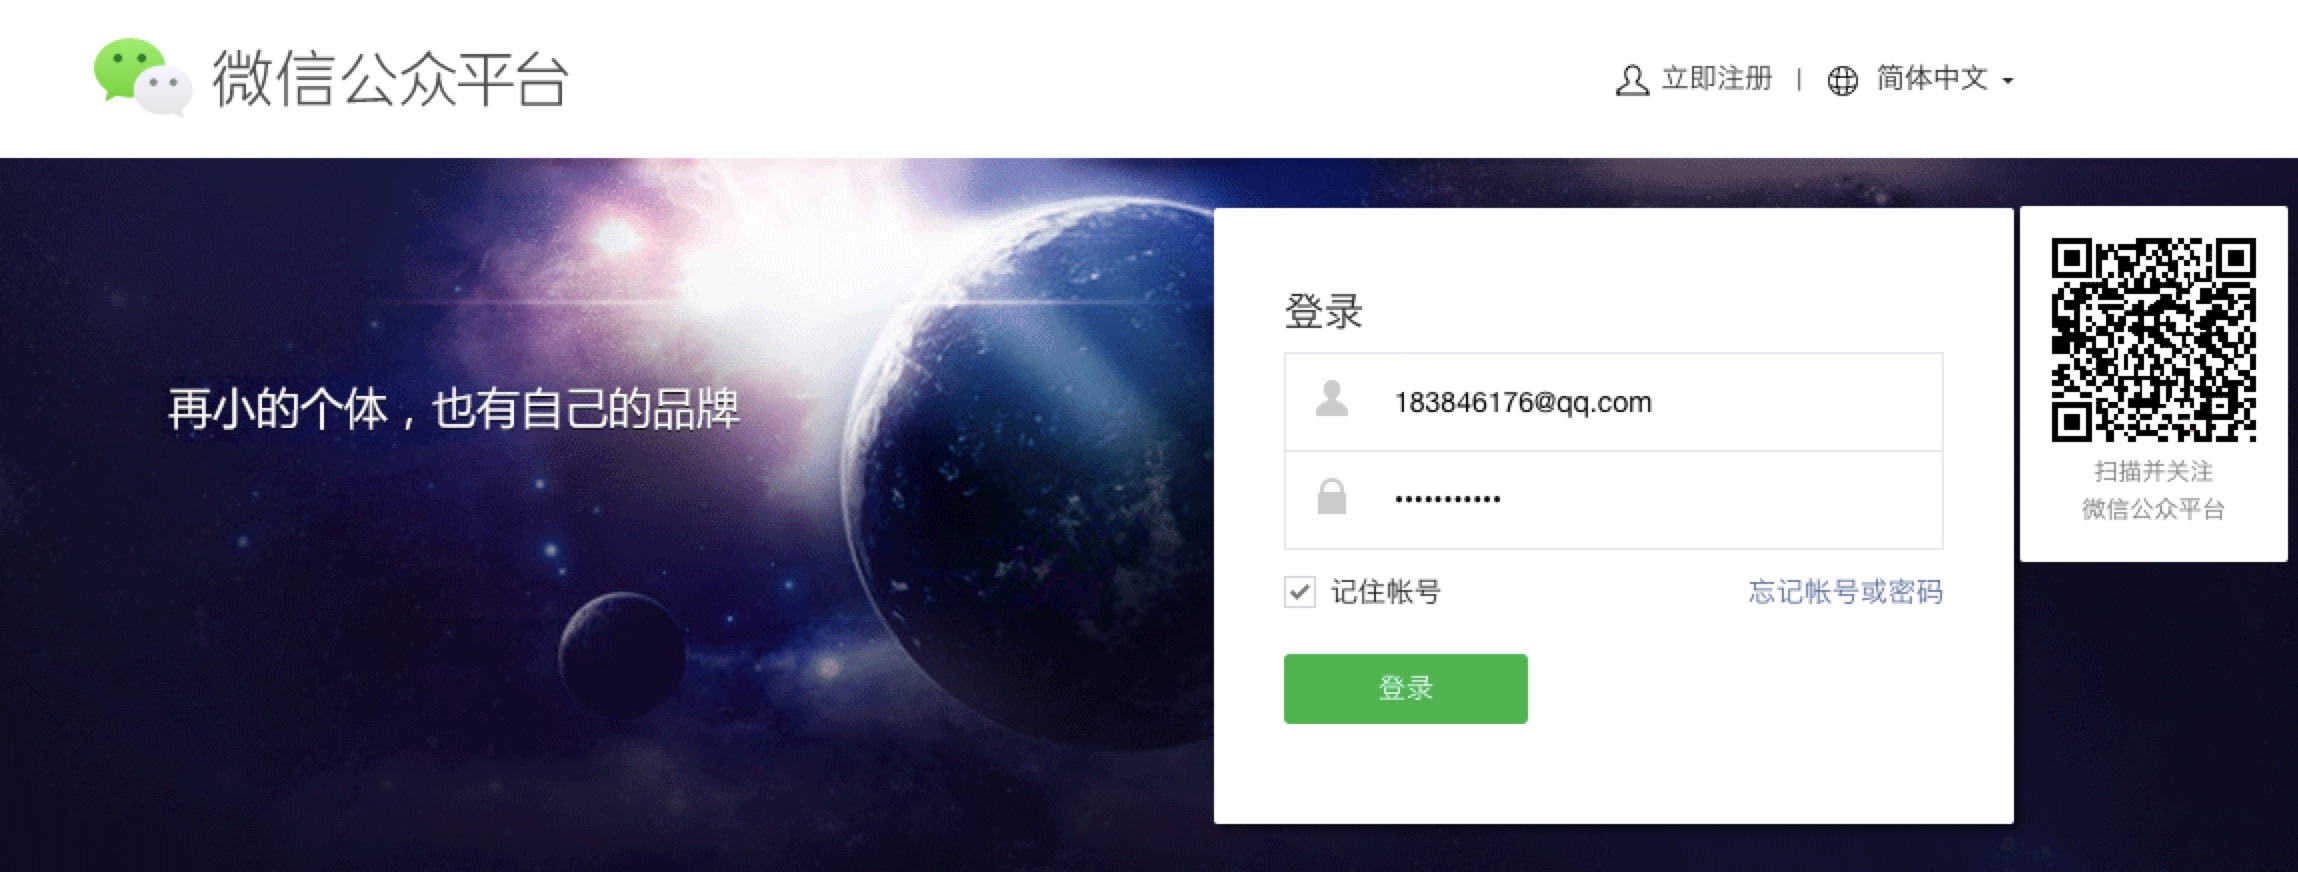 微信公众平台
立即注册 | 简体中文
登录
183846176@qq.com
再小的个体，也有自己的品牌
•••••••••••
扫描并关注
微信公众平台
记住帐号
忘记帐号或密码
登录